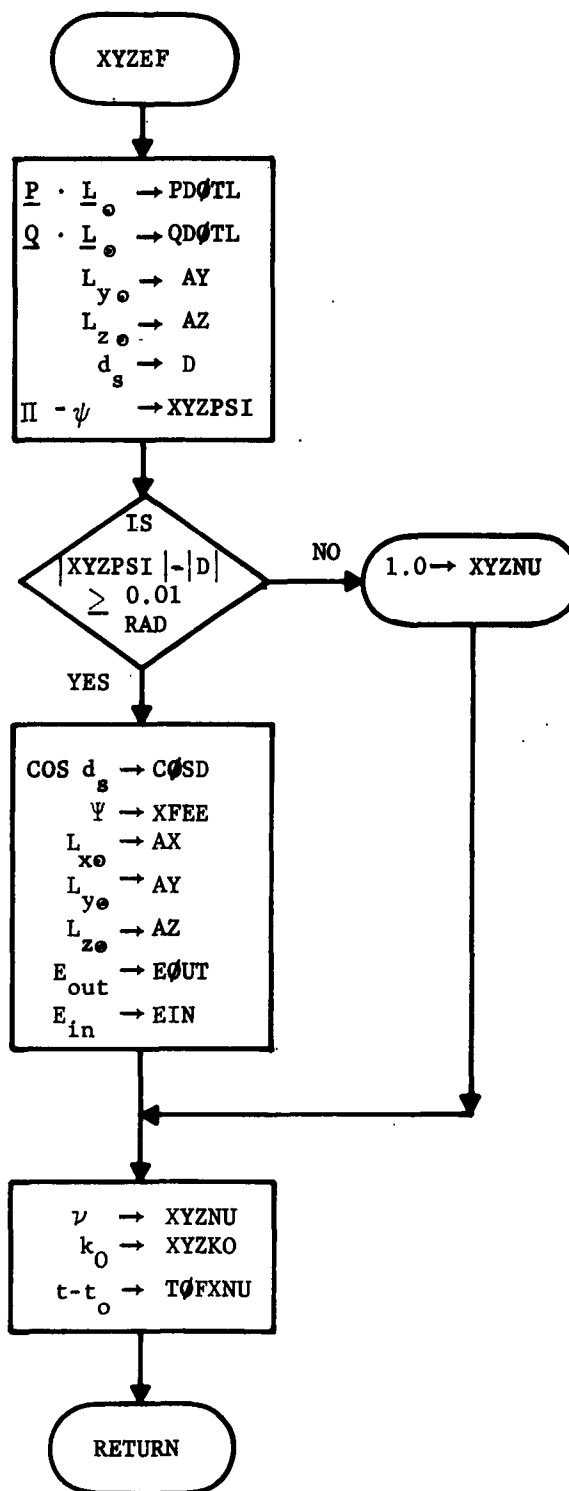 XYZEF
P · L⊙ → PDØTL
Q · L⊙ → QDØTL
Ly⊙ → AY
Lz⊙ → AZ
ds → D
Π - ψ → XYZPSI
IS
|XYZPSI|-|D|
≥ 0.01
RAD
NO
1.0 → XYZNU
YES
COS ds → CØSD
Ψ → XFEE
Lx⊙ → AX
Ly⊙ → AY
Lz⊙ → AZ
Eout → EØUT
Ein → EIN
ν → XYZNU
k0 → XYZKO
t-to → TØFXNU
RETURN